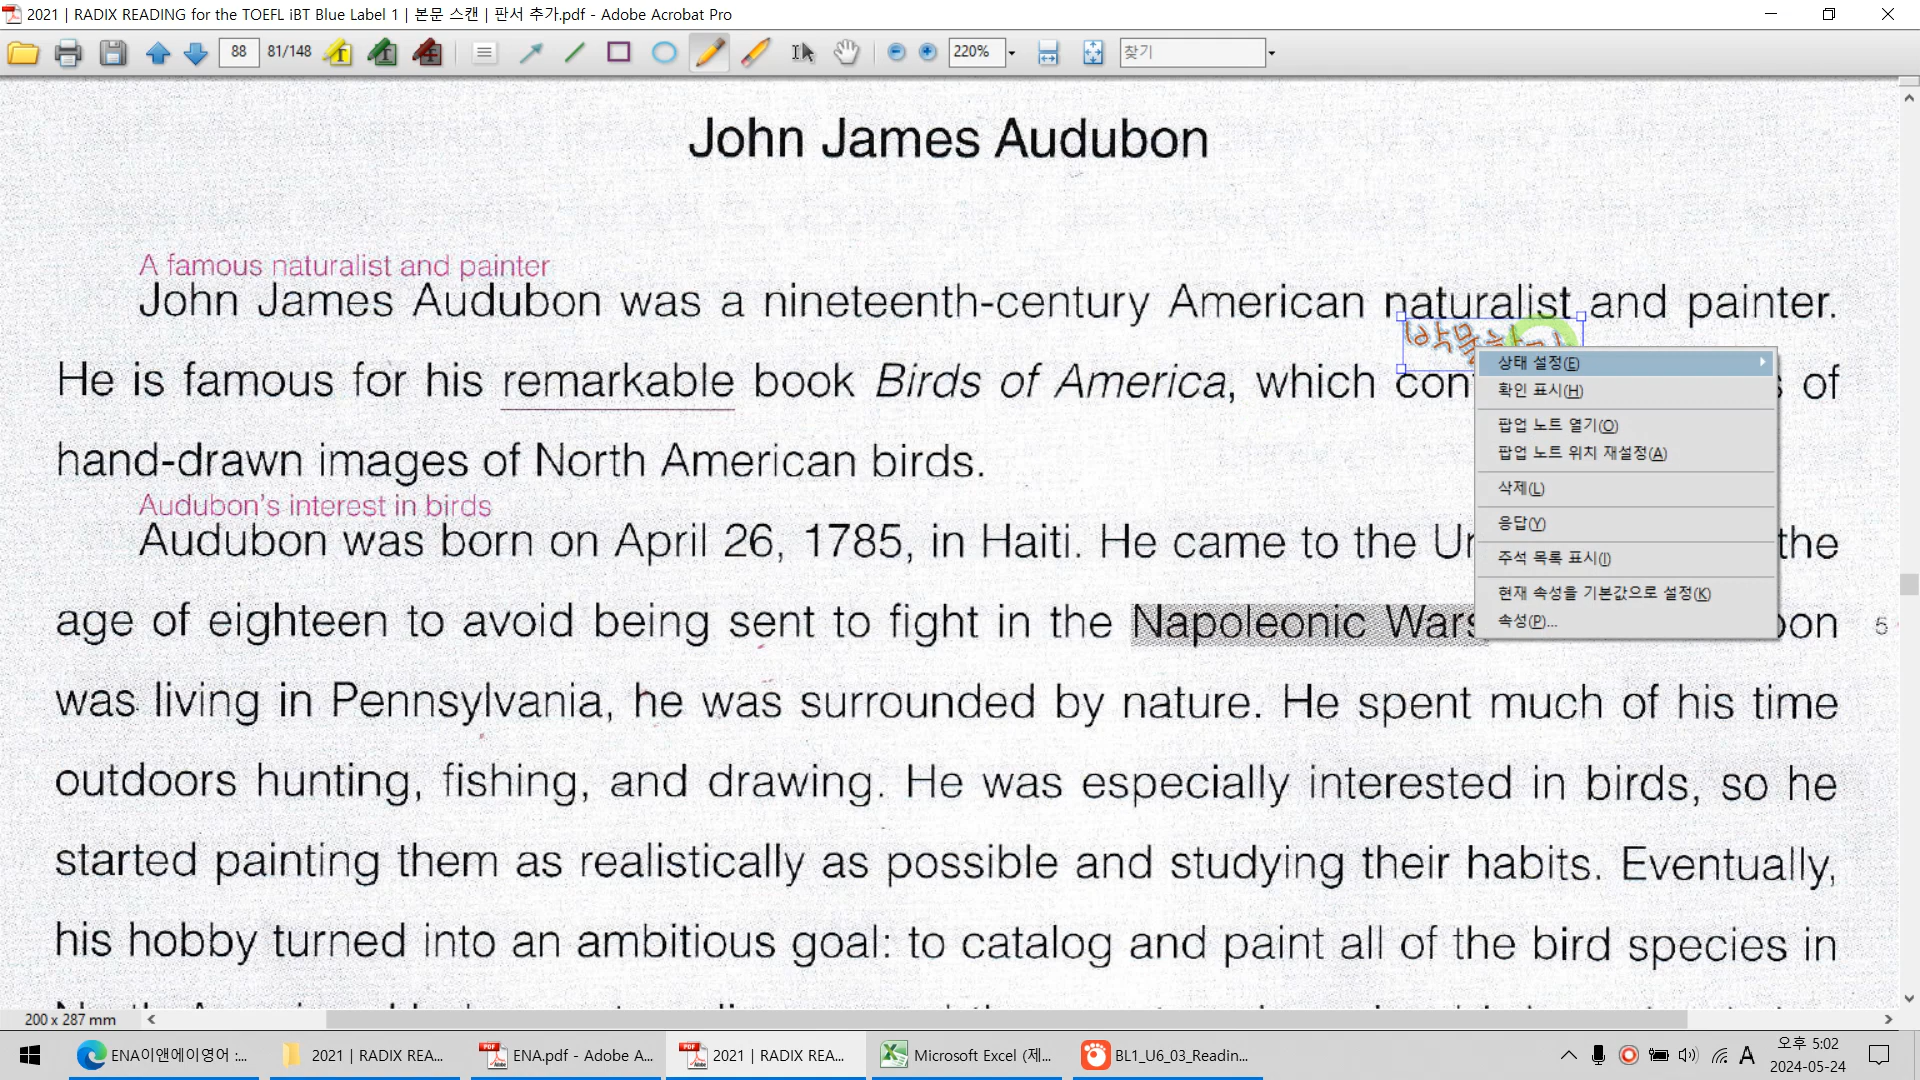 2021 | RADIX READING for the TOEFL iBT Blue Label 1 | 본문 스캔 | 판서 추가.pdf - Adobe Acrobat Pro
88 81/148 220% 찾기
John James Audubon
A famous naturalist and painter
John James Audubon was a nineteenth-century American naturalist and painter.
박물학
He is famous for his remarkable book Birds of America, which con of
hand-drawn images of North American birds.
Audubon's interest in birds
Audubon was born on April 26, 1785, in Haiti. He came to the Un the
age of eighteen to avoid being sent to fight in the Napoleonic Wars oon 5
was living in Pennsylvania, he was surrounded by nature. He spent much of his time
outdoors hunting, fishing, and drawing. He was especially interested in birds, so he
started painting them as realistically as possible and studying their habits. Eventually,
his hobby turned into an ambitious goal: to catalog and paint all of the bird species in
상태 설정(E)
확인 표시(H)
팝업 노트 열기(O)
팝업 노트 위치 재설정(A)
삭제(L)
응답(Y)
주석 목록 표시(I)
현재 속성을 기본값으로 설정(K)
속성(P)...
200 x 287 mm
ENA이앤에이영어 :... 2021 | RADIX REA... ENA.pdf - Adobe A... 2021 | RADIX REA... Microsoft Excel (제... BL1_U6_03_Readin... A 오후 5:02
2024-05-24